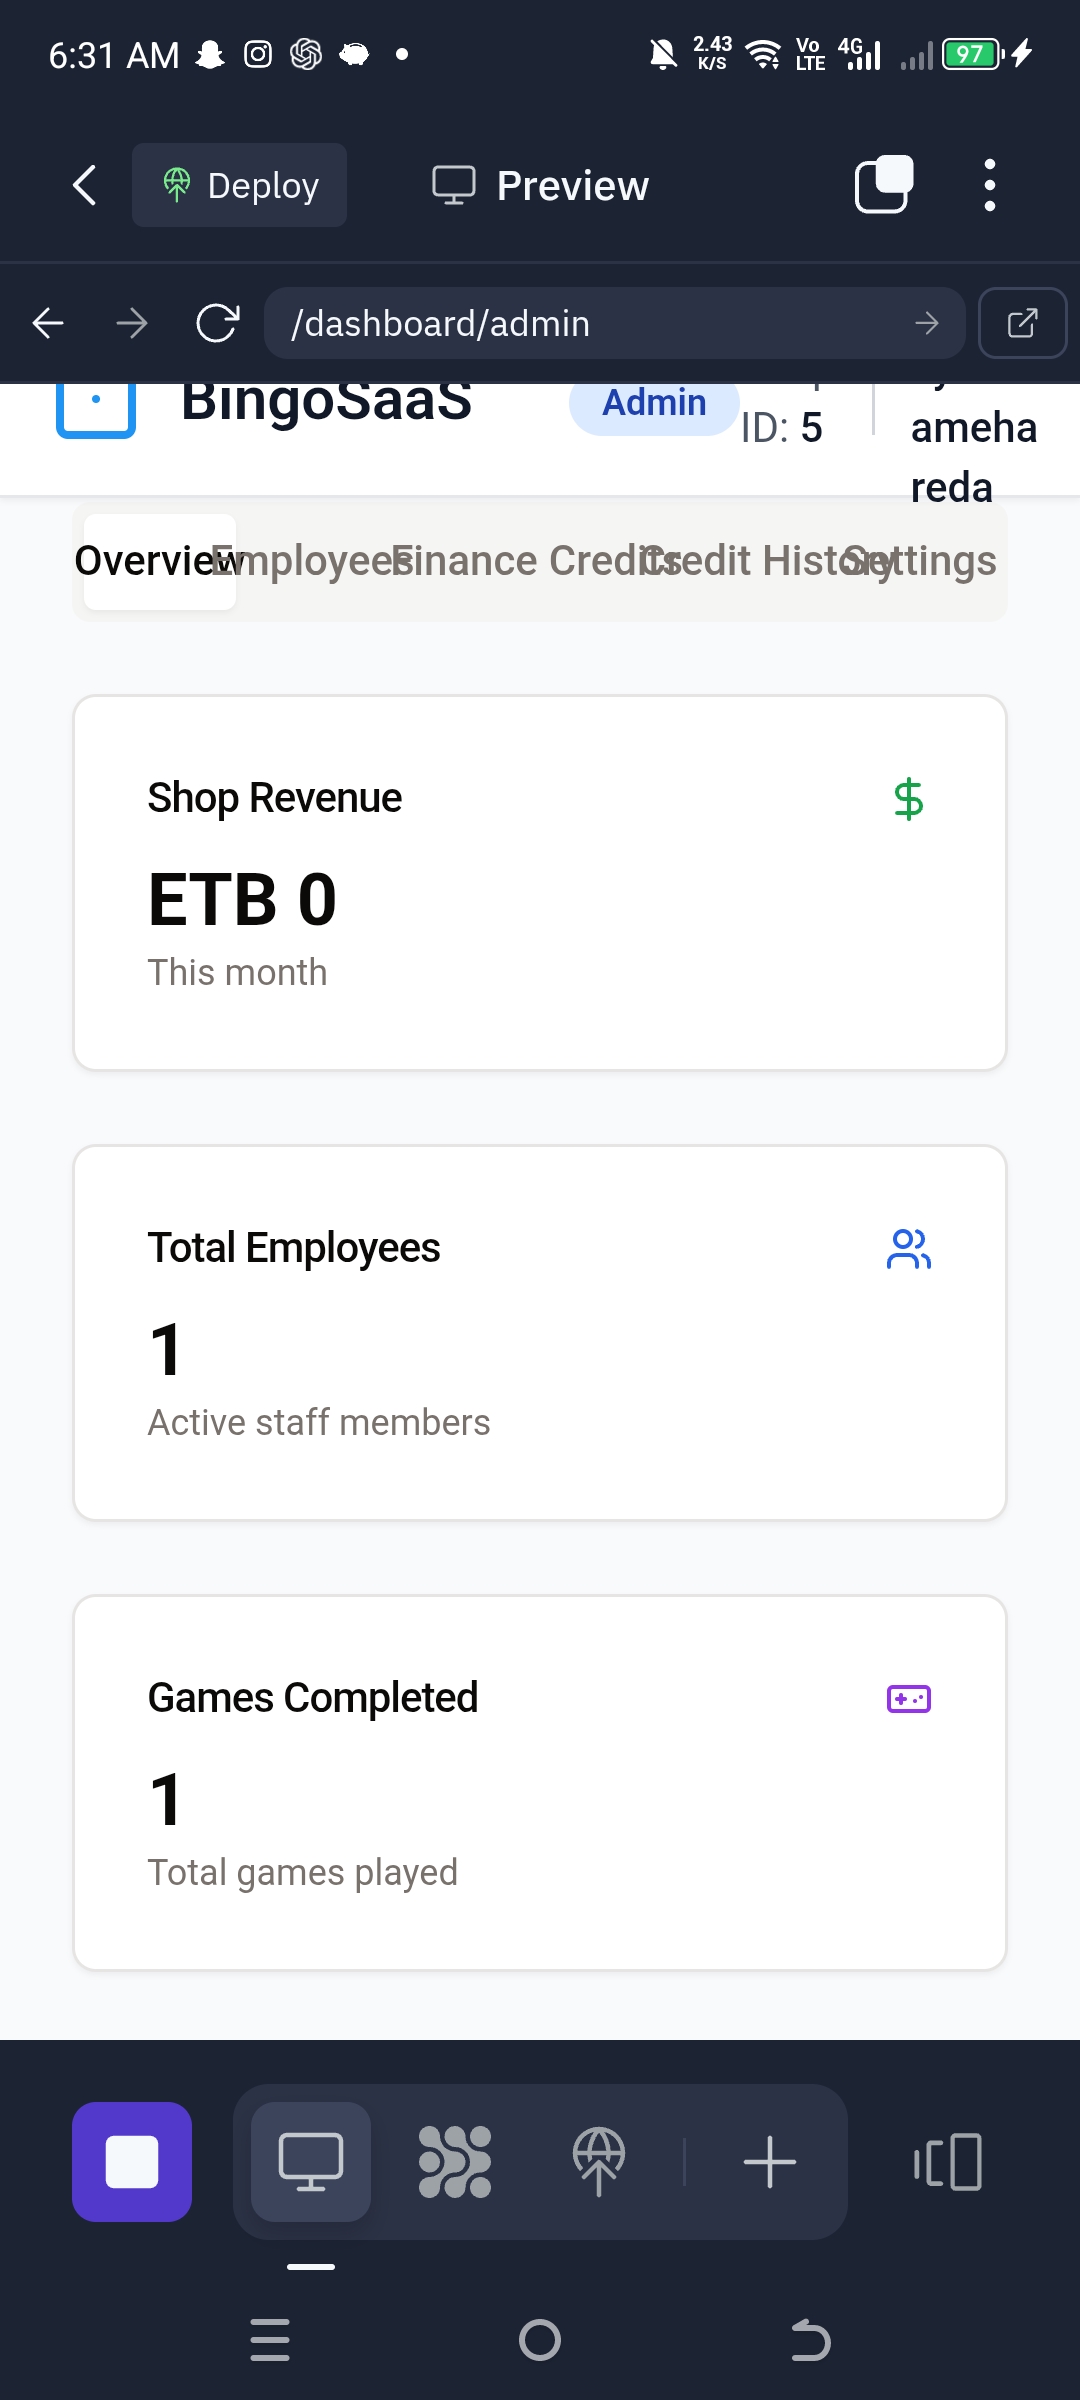 6:31 AM
2.43 K/S
Vo LTE
4G
97
Deploy
Preview
/dashboard/admin
BingoSaaS
Admin
ID: 5
ameha
reda
Overview Employees Finance Credits Credit History Settings
Shop Revenue
ETB 0
This month
Total Employees
1
Active staff members
Games Completed
1
Total games played